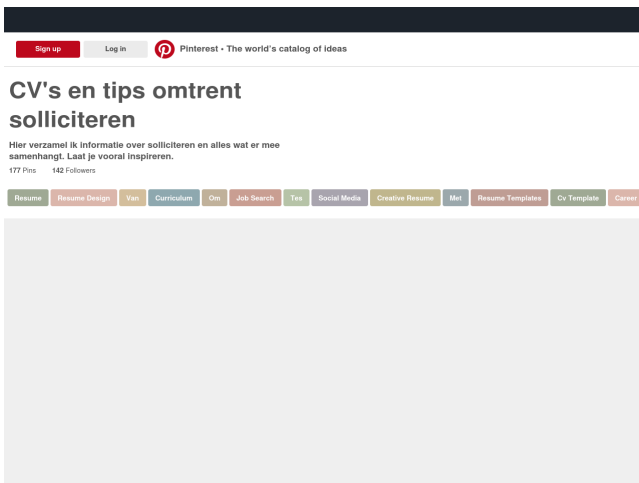 Sign up Log in Pinterest • The world's catalog of ideas
CV's en tips omtrent
solliciteren
Hier verzamel ik informatie over solliciteren en alles wat er mee
samenhangt. Laat je vooral inspireren.
177 Pins 142 Followers
Resume Resume Design Van Curriculum Om Job Search Tes Social Media Creative Resume Met Resume Templates Cv Template Career